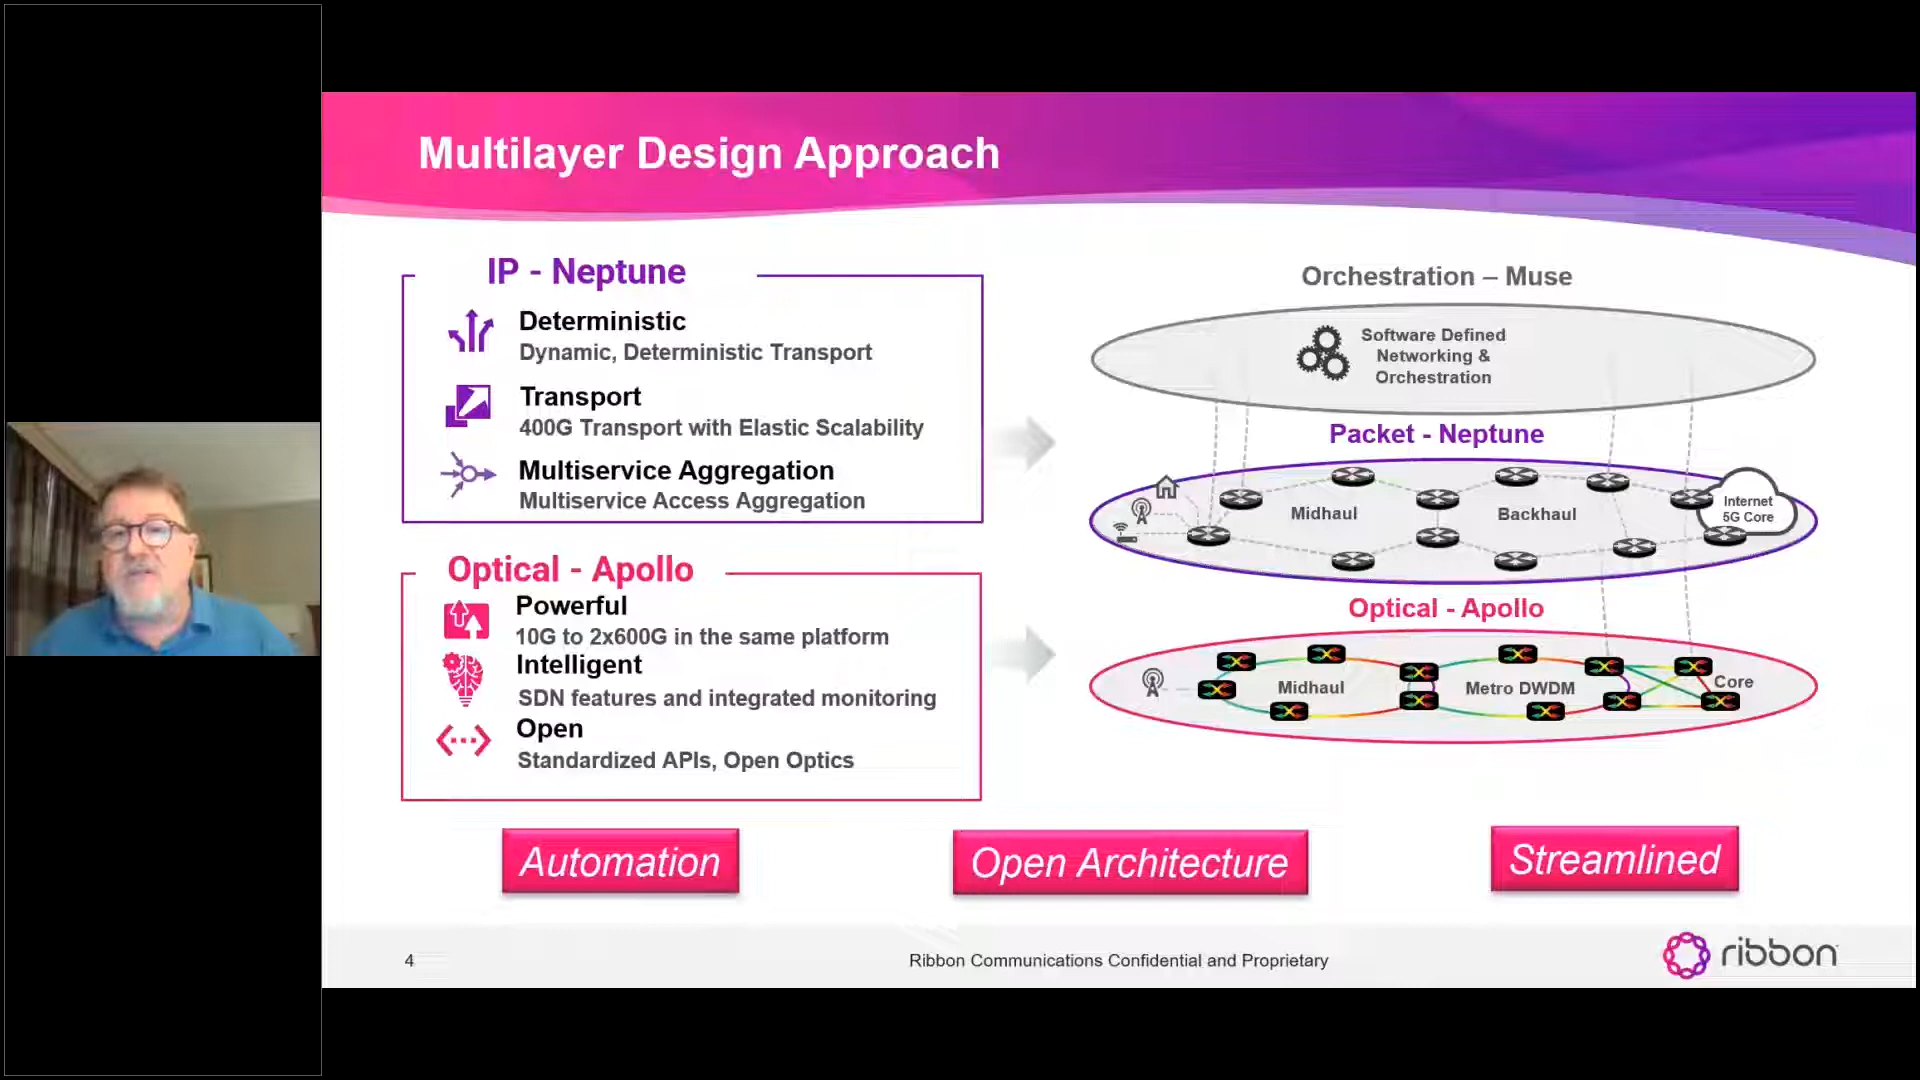 Multilayer Design Approach
IP - Neptune
Deterministic
Dynamic, Deterministic Transport
Transport
400G Transport with Elastic Scalability
Multiservice Aggregation
Multiservice Access Aggregation
Optical - Apollo
Powerful
10G to 2x600G in the same platform
Intelligent
SDN features and integrated monitoring
Open
Standardized APIs, Open Optics
Orchestration – Muse
Software Defined
Networking &
Orchestration
Packet - Neptune
Midhaul
Backhaul
Internet
5G Core
Optical - Apollo
Midhaul
Metro DWDM
Core
Automation
Open Architecture
Streamlined
4
Ribbon Communications Confidential and Proprietary
ribbon